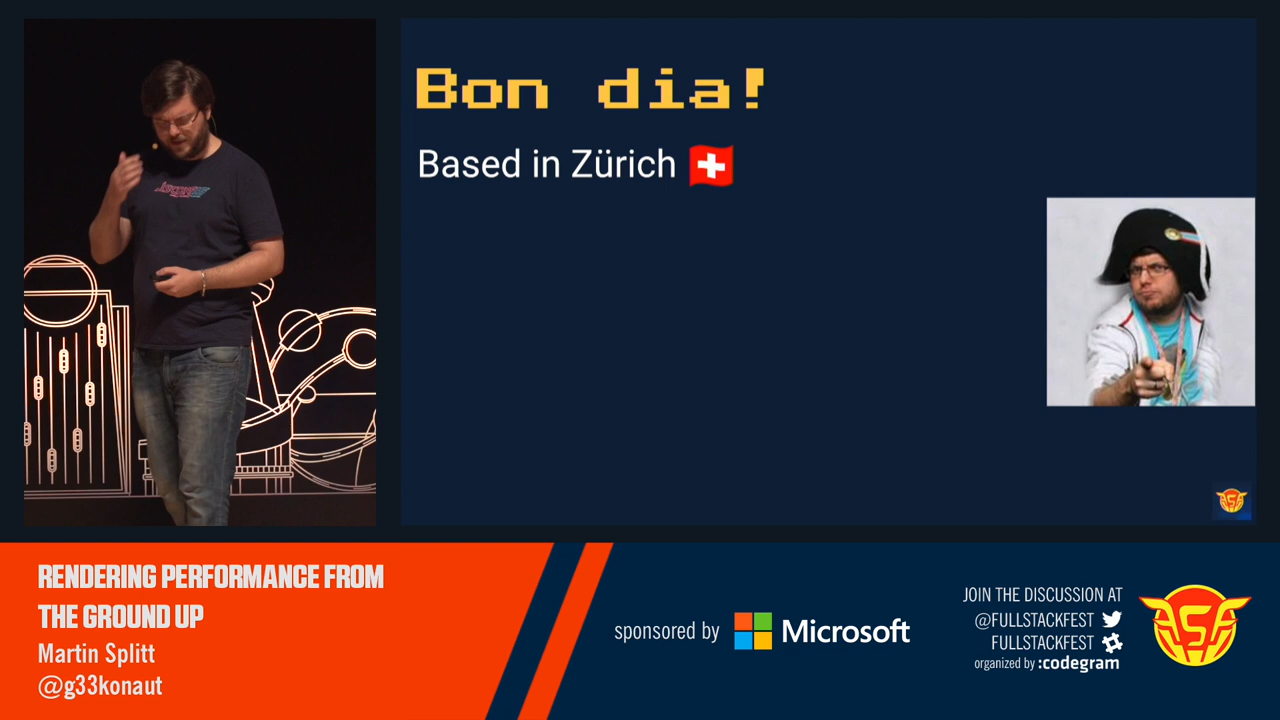 Bon dia!
Based in Zürich
RENDERING PERFORMANCE FROM
THE GROUND UP
Martin Splitt
@g33konaut
sponsored by Microsoft
JOIN THE DISCUSSION AT
@FULLSTACKFEST
FULLSTACKFEST
organized by :codegram